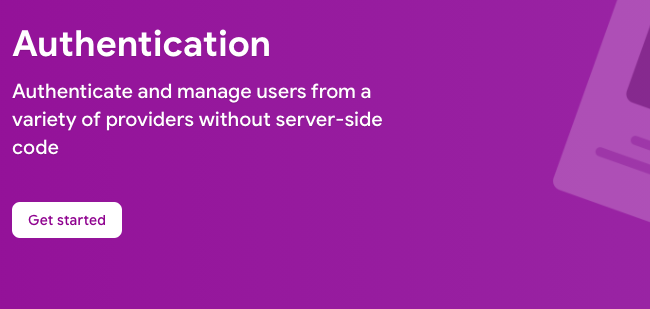 Authentication
Authenticate and manage users from a
variety of providers without server-side
code
Get started